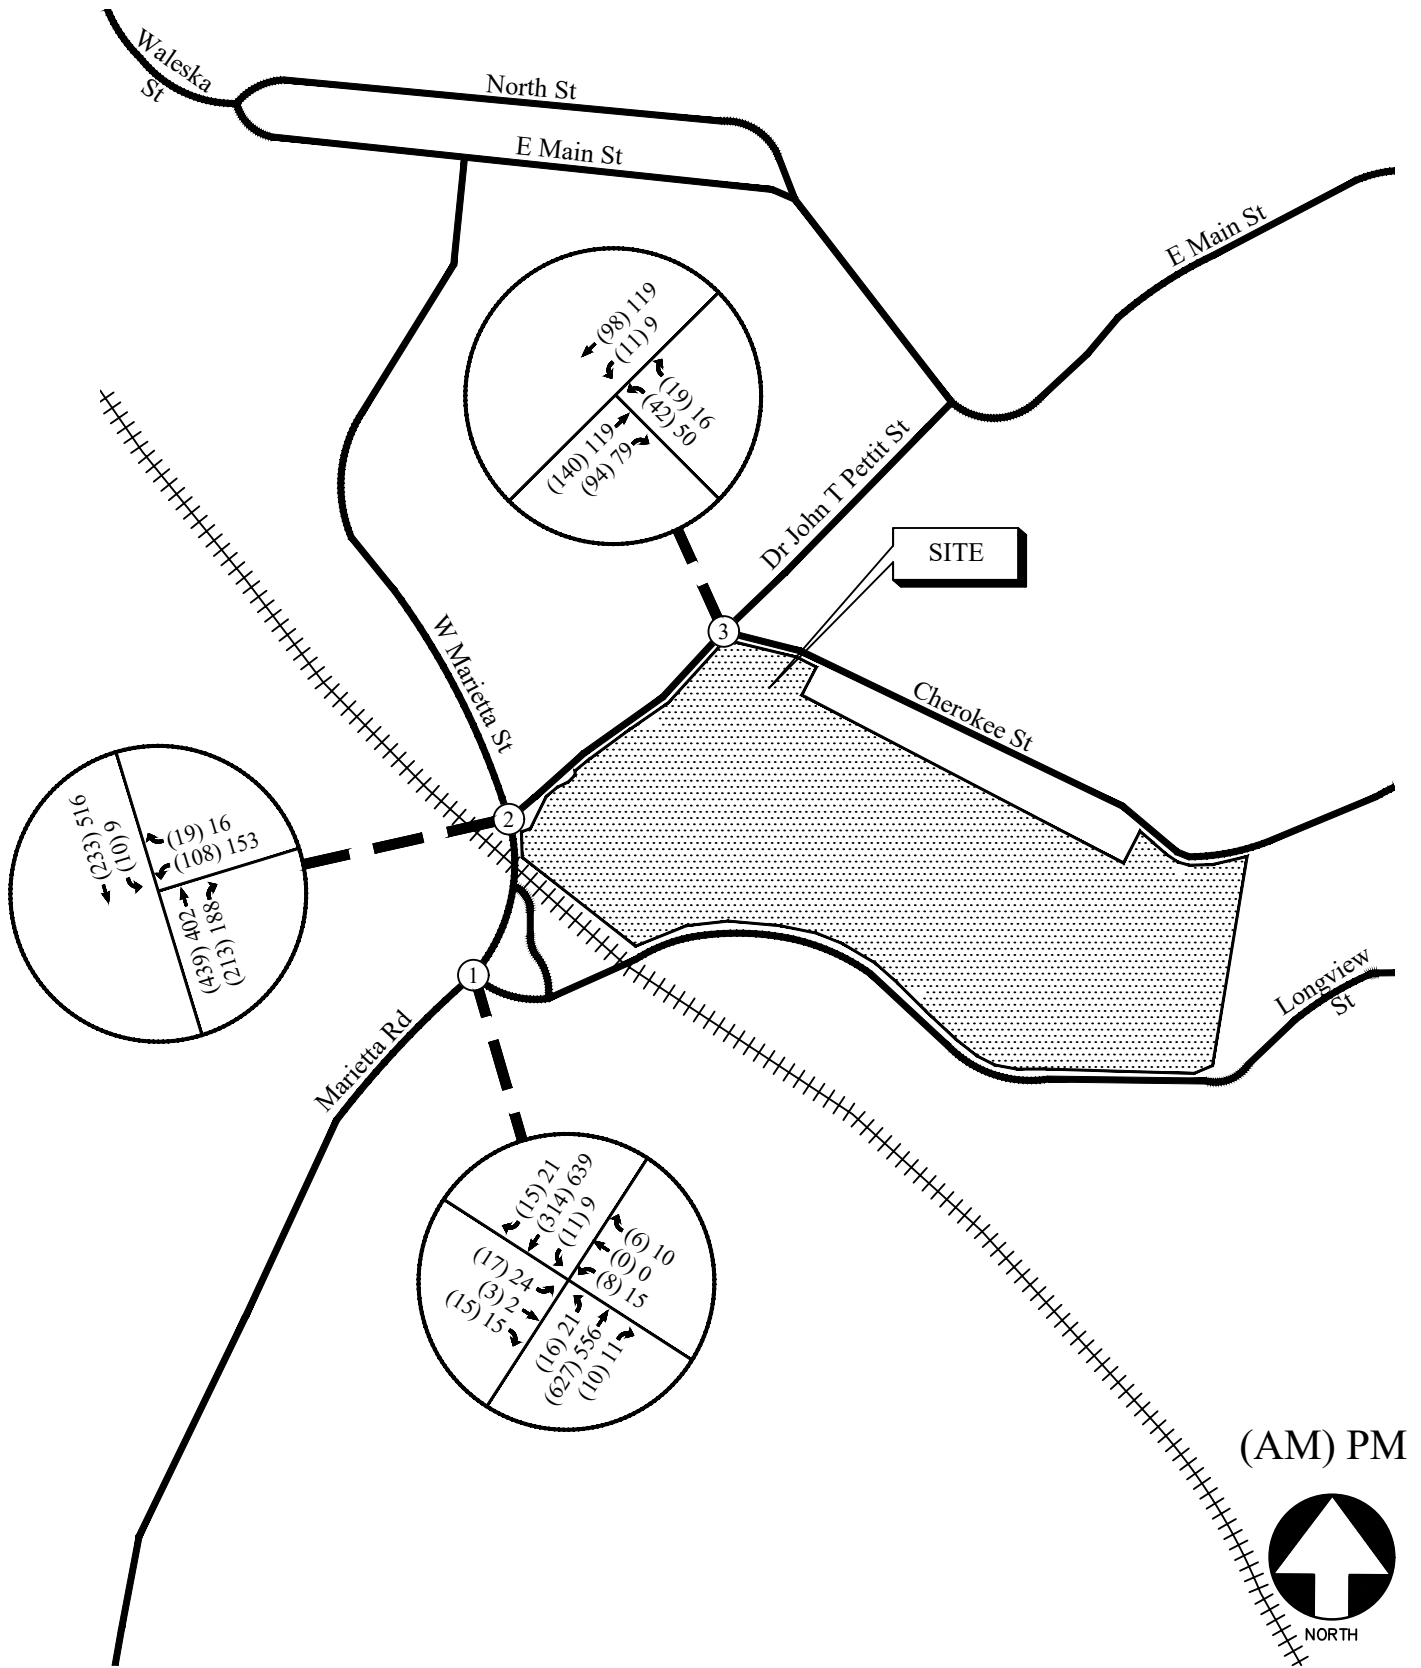 Waleska
St
North St
E Main St
E Main St
(98) 119
(11) 9
(19) 16
(42) 50
(140) 119
(94) 79
Dr John T Pettit St
SITE
3
W Marietta St
Cherokee St
2
(233) 516
(10) 9
(19) 16
(108) 153
(439) 402
(213) 188
1
Longview
St
Marietta Rd
(15) 21
(314) 639
(11) 9
(6) 10
(0) 0
(8) 15
(17) 24
(3) 2
(15) 15
(16) 21
(627) 556
(10) 11
(AM) PM
NORTH